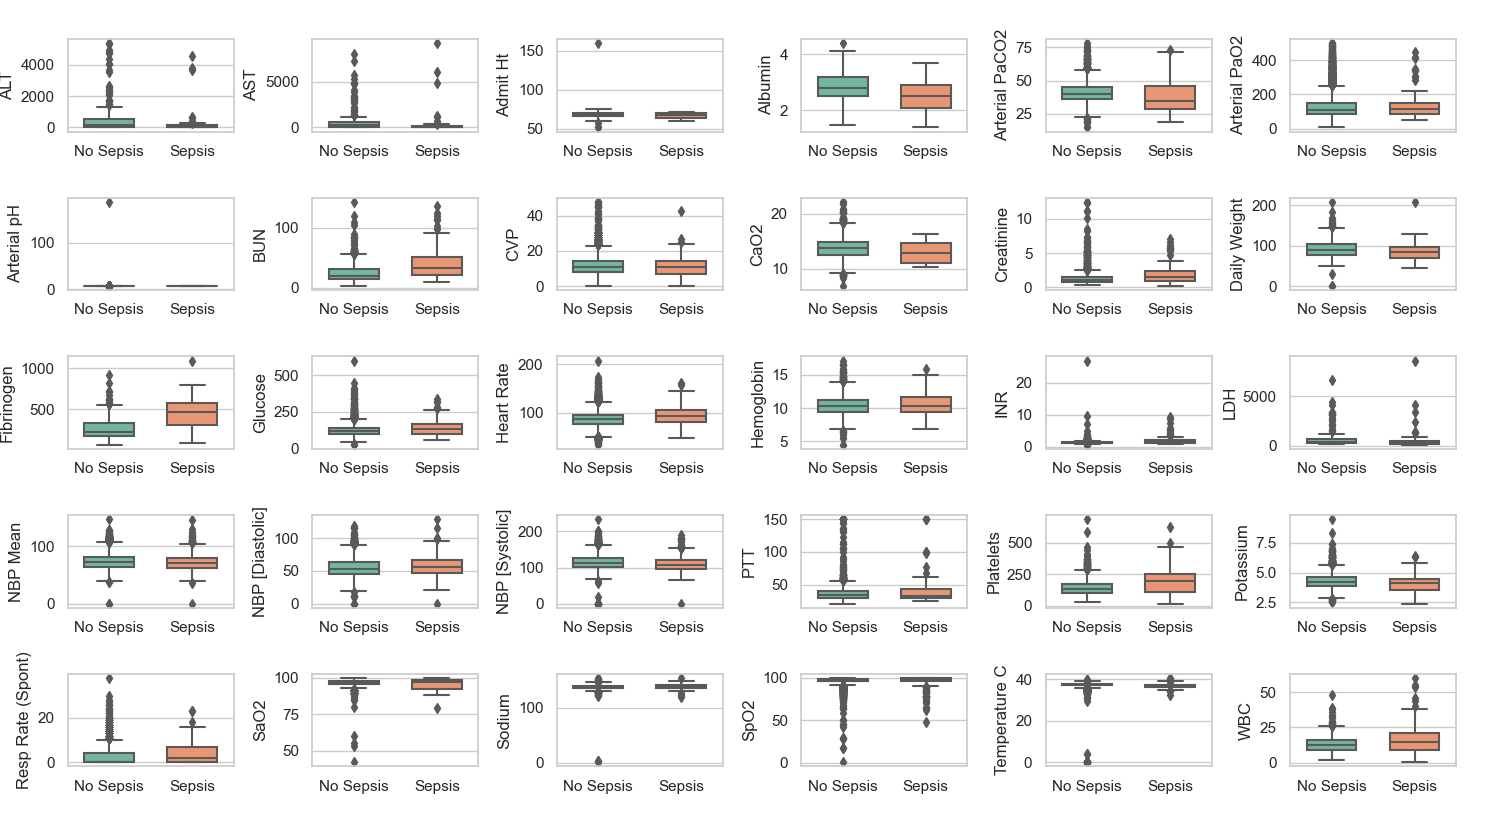 ALT
4000
2000
0
No Sepsis Sepsis
AST
5000
0
No Sepsis Sepsis
Admit Ht
150
100
50
No Sepsis Sepsis
Albumin
4
2
No Sepsis Sepsis
Arterial PaCO2
75
50
25
No Sepsis Sepsis
Arterial PaO2
400
200
0
No Sepsis Sepsis
Arterial pH
100
0
No Sepsis Sepsis
BUN
100
0
No Sepsis Sepsis
CVP
40
20
0
No Sepsis Sepsis
CaO2
20
10
No Sepsis Sepsis
Creatinine
10
5
0
No Sepsis Sepsis
Daily Weight
200
100
0
No Sepsis Sepsis
Fibrinogen
1000
500
No Sepsis Sepsis
Glucose
500
250
0
No Sepsis Sepsis
Heart Rate
200
100
No Sepsis Sepsis
Hemoglobin
15
10
5
No Sepsis Sepsis
INR
20
10
0
No Sepsis Sepsis
LDH
5000
0
No Sepsis Sepsis
NBP Mean
100
0
No Sepsis Sepsis
NBP [Diastolic]
100
50
0
No Sepsis Sepsis
NBP [Systolic]
200
100
0
No Sepsis Sepsis
PTT
150
100
50
No Sepsis Sepsis
Platelets
500
250
0
No Sepsis Sepsis
Potassium
7.5
5.0
2.5
No Sepsis Sepsis
Resp Rate (Spont)
20
0
No Sepsis Sepsis
SaO2
100
75
50
No Sepsis Sepsis
Sodium
100
0
No Sepsis Sepsis
SpO2
100
50
0
No Sepsis Sepsis
Temperature C
40
20
0
No Sepsis Sepsis
WBC
50
25
0
No Sepsis Sepsis